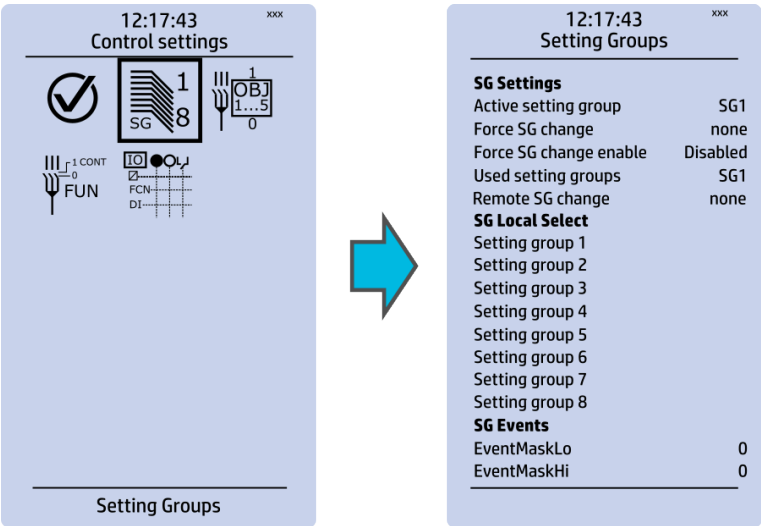 12:17:43 xxx
Control settings
1
SG 8
1
OBJ
1...5
0
1 CONT
0
FUN
IO
FCN
DI
Setting Groups
12:17:43 xxx
Setting Groups
SG Settings
Active setting group SG1
Force SG change none
Force SG change enable Disabled
Used setting groups SG1
Remote SG change none
SG Local Select
Setting group 1
Setting group 2
Setting group 3
Setting group 4
Setting group 5
Setting group 6
Setting group 7
Setting group 8
SG Events
EventMaskLo 0
EventMaskHi 0